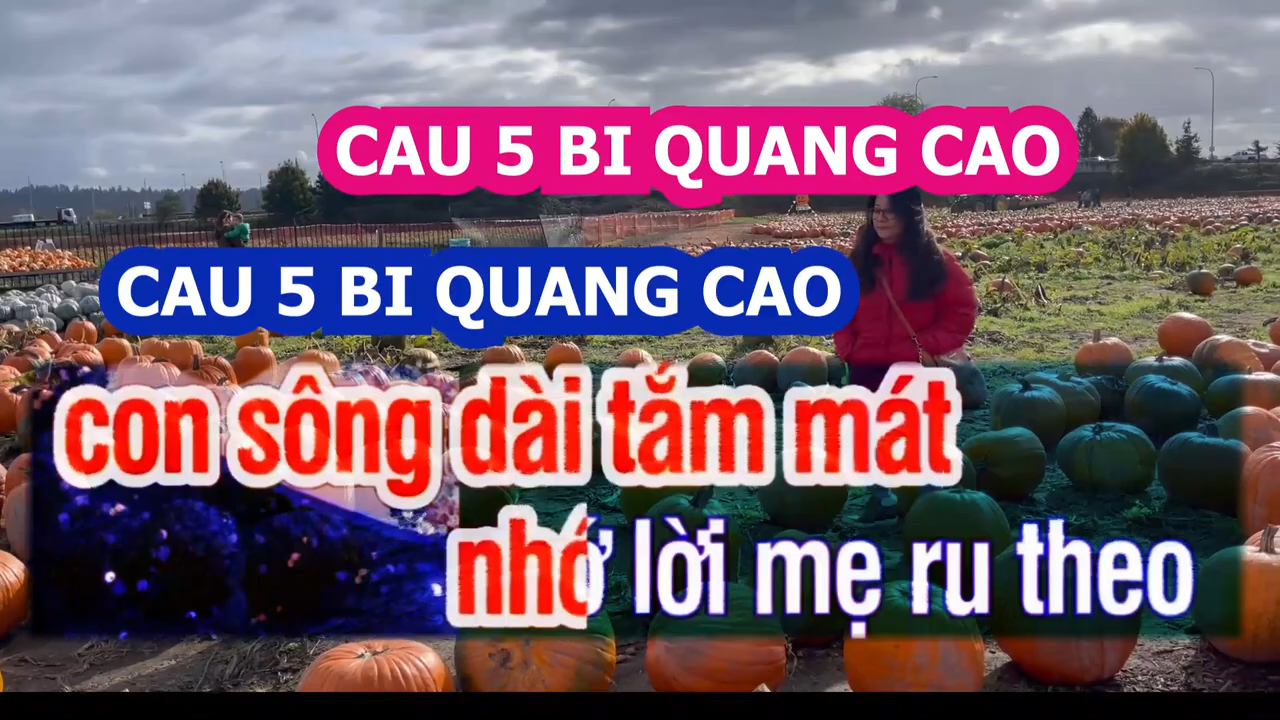 CAU 5 BI QUANG CAO
CAU 5 BI QUANG CAO
con sông dài tắm mát
nhớ lời mẹ ru theo